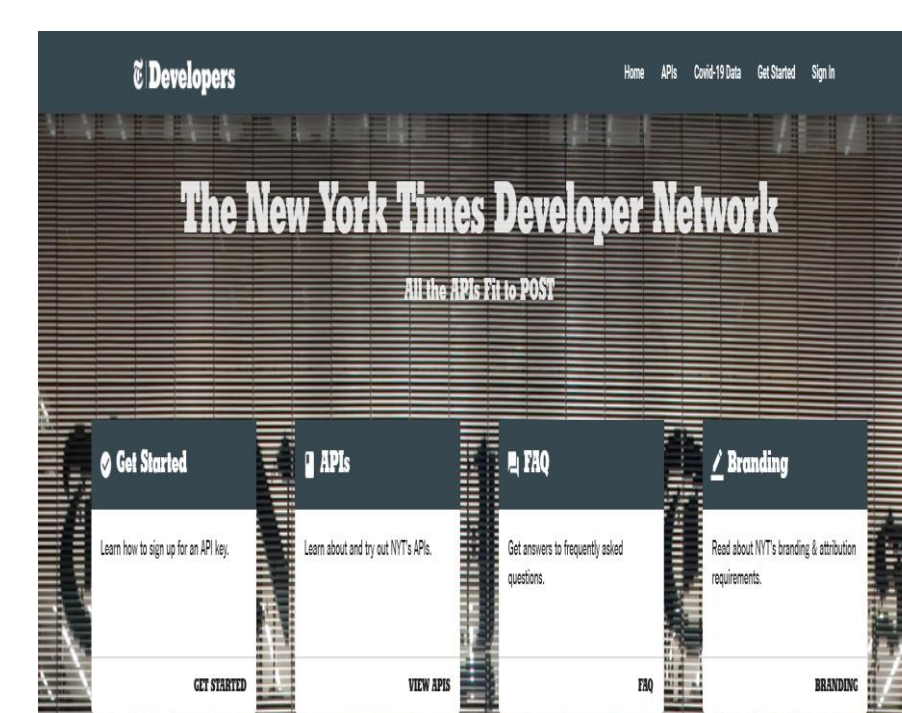 Developers
Home APIs Covid-19 Data Get Started Sign In
The New York Times Developer Network
All the APIs Fit to POST
Get Started
APIs
FAQ
Branding
Learn how to sign up for an API key.
Learn about and try out NYT's APIs.
Get answers to frequently asked
questions.
Read about NYT's branding & attribution
requirements.
GET STARTED
VIEW APIS
FAQ
BRANDING